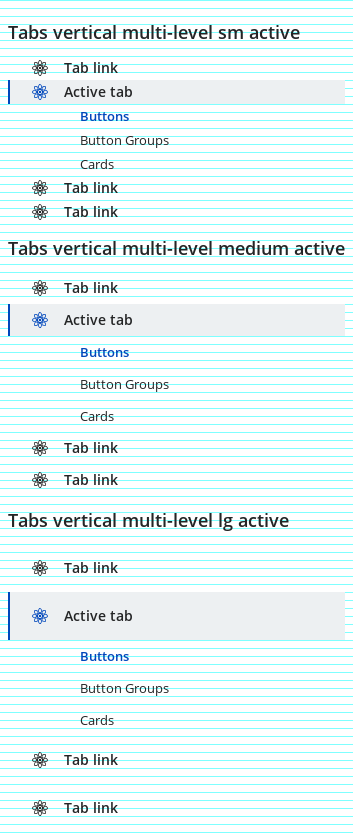 Tabs vertical multi-level sm active
Tab link
Active tab
Buttons
Button Groups
Cards
Tab link
Tab link
Tabs vertical multi-level medium active
Tab link
Active tab
Buttons
Button Groups
Cards
Tab link
Tab link
Tabs vertical multi-level lg active
Tab link
Active tab
Buttons
Button Groups
Cards
Tab link
Tab link